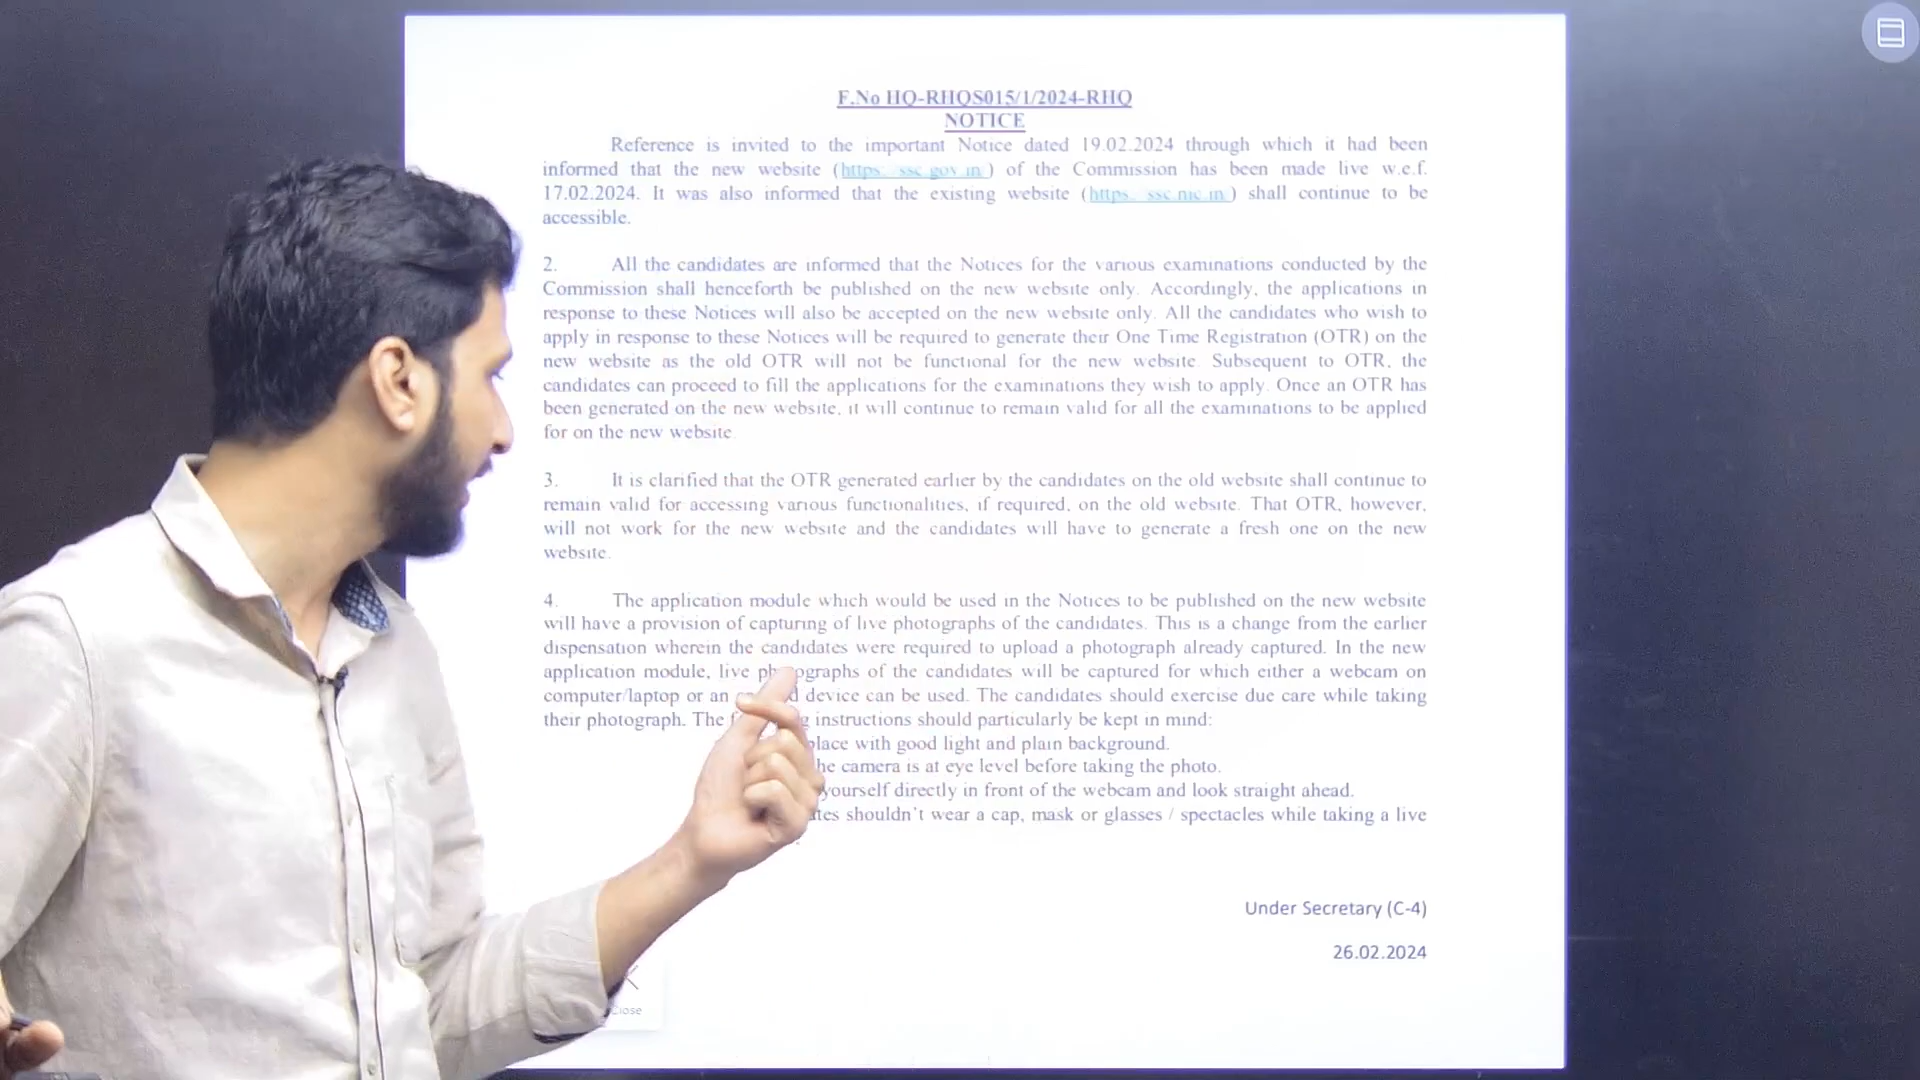 F.No HQ-RHQS015/1/2024-RHQ
NOTICE
Reference is invited to the important Notice dated 19.02.2024 through which it had been
informed that the new website (https: ssc.gov.in ) of the Commission has been made live w.e.f.
17.02.2024. It was also informed that the existing website (https. ssc.nic.in ) shall continue to be
accessible.
2. All the candidates are informed that the Notices for the various examinations conducted by the
Commission shall henceforth be published on the new website only. Accordingly, the applications in
response to these Notices will also be accepted on the new website only. All the candidates who wish to
apply in response to these Notices will be required to generate their One Time Registration (OTR) on the
new website as the old OTR will not be functional for the new website. Subsequent to OTR, the
candidates can proceed to fill the applications for the examinations they wish to apply. Once an OTR has
been generated on the new website, it will continue to remain valid for all the examinations to be applied
for on the new website.
3. It is clarified that the OTR generated earlier by the candidates on the old website shall continue to
remain valid for accessing various functionalities, if required, on the old website. That OTR, however,
will not work for the new website and the candidates will have to generate a fresh one on the new
website.
4. The application module which would be used in the Notices to be published on the new website
will have a provision of capturing of live photographs of the candidates. This is a change from the earlier
dispensation wherein the candidates were required to upload a photograph already captured. In the new
application module, live photographs of the candidates will be captured for which either a webcam on
computer/laptop or an device can be used. The candidates should exercise due care while taking
their photograph. The instructions should particularly be kept in mind:
place with good light and plain background.
the camera is at eye level before taking the photo.
yourself directly in front of the webcam and look straight ahead.
shouldn't wear a cap, mask or glasses / spectacles while taking a live
Under Secretary (C-4)
26.02.2024
Close